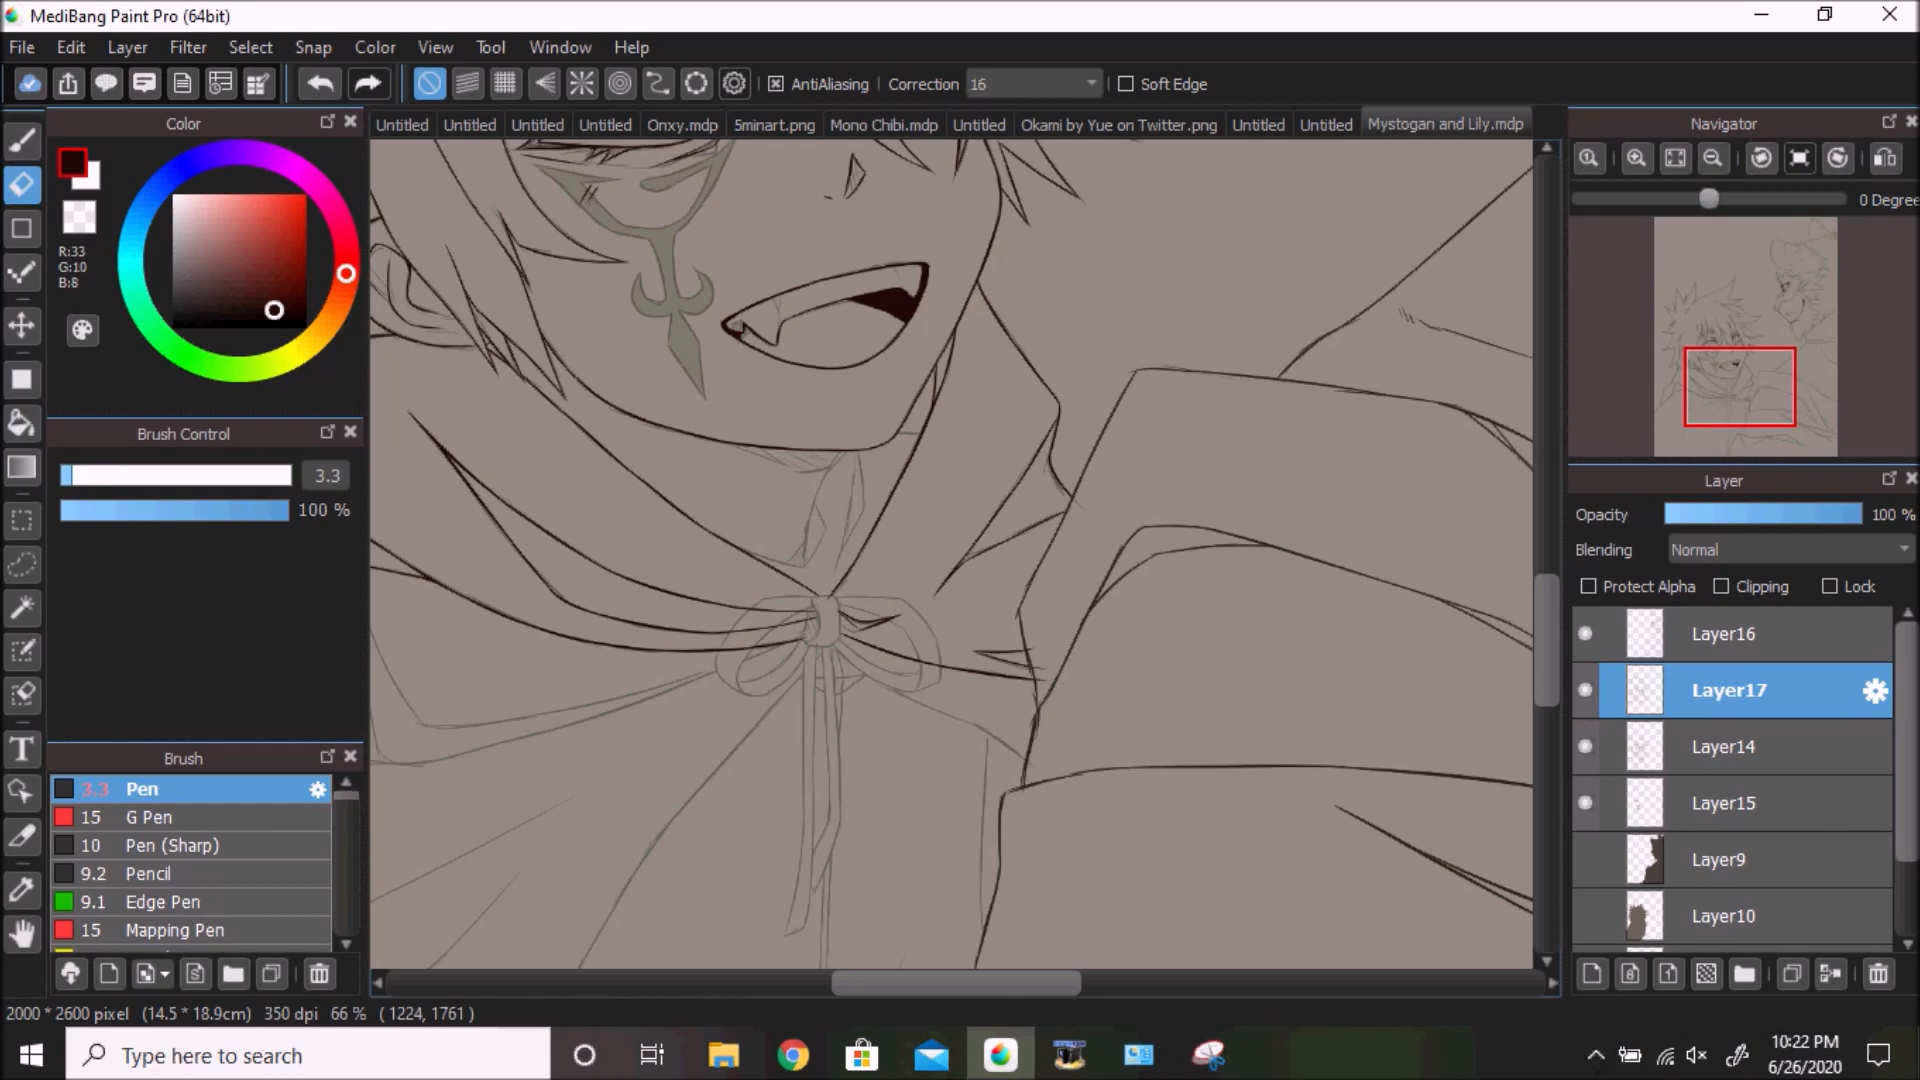 MediBang Paint Pro (64bit)
File Edit Layer Filter Select Snap Color View Tool Window Help
AntiAliasing Correction 16 Soft Edge
Color
Untitled Untitled Untitled Untitled Onxy.mdp 5minart.png Mono Chibi.mdp Untitled Okami by Yue on Twitter.png Untitled Untitled Mystogan and Lily.mdp
Navigator
0 Degree
R:33
G:10
B:8
Brush Control
3.3
100 %
Layer
Opacity 100 %
Blending Normal
Protect Alpha Clipping Lock
Layer16
Layer17
Layer14
Layer15
Layer9
Layer10
Brush
3.3 Pen
15 G Pen
10 Pen (Sharp)
9.2 Pencil
9.1 Edge Pen
15 Mapping Pen
2000 * 2600 pixel (14.5 * 18.9cm) 350 dpi 66 % ( 1224, 1761 )
Type here to search
10:22 PM
6/26/2020